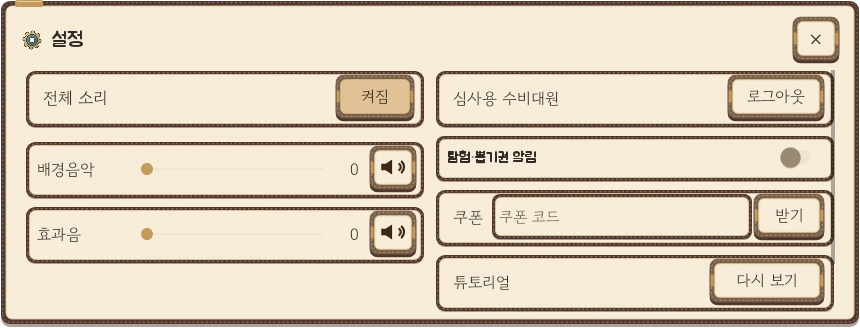 설정
×
전체 소리 켜짐
배경음악 0
효과음 0
심사용 수비대원 로그아웃
탐험·뽑기권 알림
쿠폰 쿠폰 코드 받기
튜토리얼 다시 보기